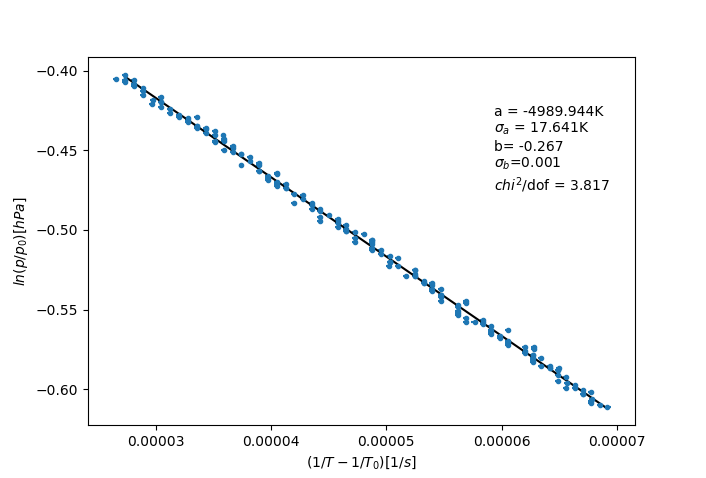 −0.40
−0.45
−0.50
−0.55
−0.60
ln(p/p₀)[hPa]
a = -4989.944K
σₐ = 17.641K
b= -0.267
σ_b=0.001
chi²/dof = 3.817
0.00003 0.00004 0.00005 0.00006 0.00007
(1/T − 1/T₀)[1/s]